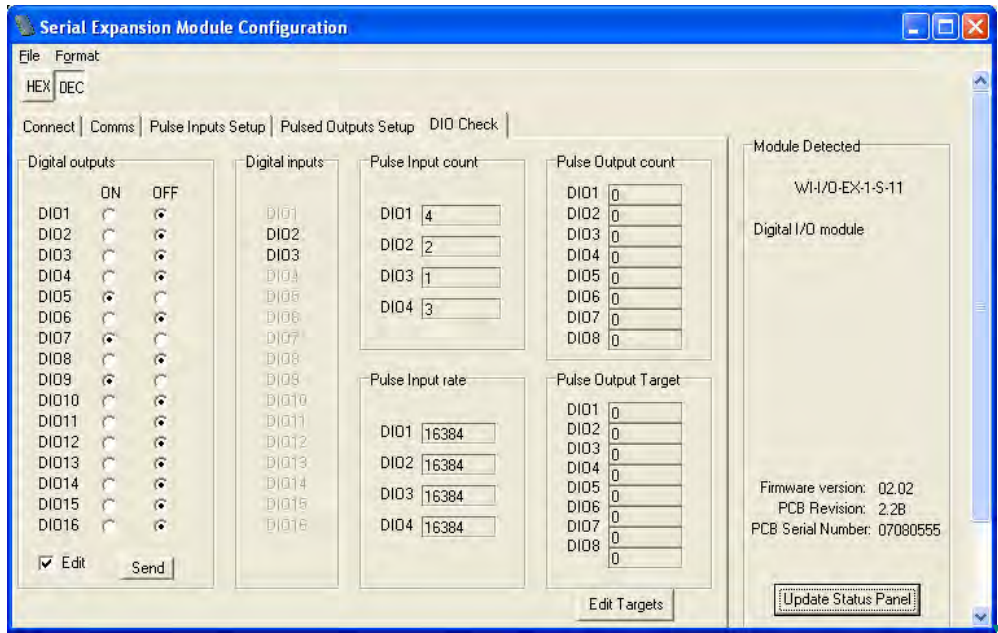 Serial Expansion Module Configuration
File Format
HEX DEC
Connect Comms Pulse Inputs Setup Pulsed Outputs Setup DIO Check
Digital outputs
ON OFF
DIO1
DIO2
DIO3
DIO4
DIO5
DIO6
DIO7
DIO8
DIO9
DIO10
DIO11
DIO12
DIO13
DIO14
DIO15
DIO16
Edit
Send
Digital inputs
DIO1
DIO2
DIO3
DIO4
DIO5
DIO6
DIO7
DIO8
DIO9
DIO10
DIO11
DIO12
DIO13
DIO14
DIO15
DIO16
Pulse Input count
DIO1 4
DIO2 2
DIO3 1
DIO4 3
Pulse Input rate
DIO1 16384
DIO2 16384
DIO3 16384
DIO4 16384
Pulse Output count
DIO1 0
DIO2 0
DIO3 0
DIO4 0
DIO5 0
DIO6 0
DIO7 0
DIO8 0
Pulse Output Target
DIO1 0
DIO2 0
DIO3 0
DIO4 0
DIO5 0
DIO6 0
DIO7 0
DIO8 0
Edit Targets
Module Detected
WI-I/O-EX-1-S-11
Digital I/O module
Firmware version: 02.02
PCB Revision: 2.2B
PCB Serial Number: 07080555
Update Status Panel